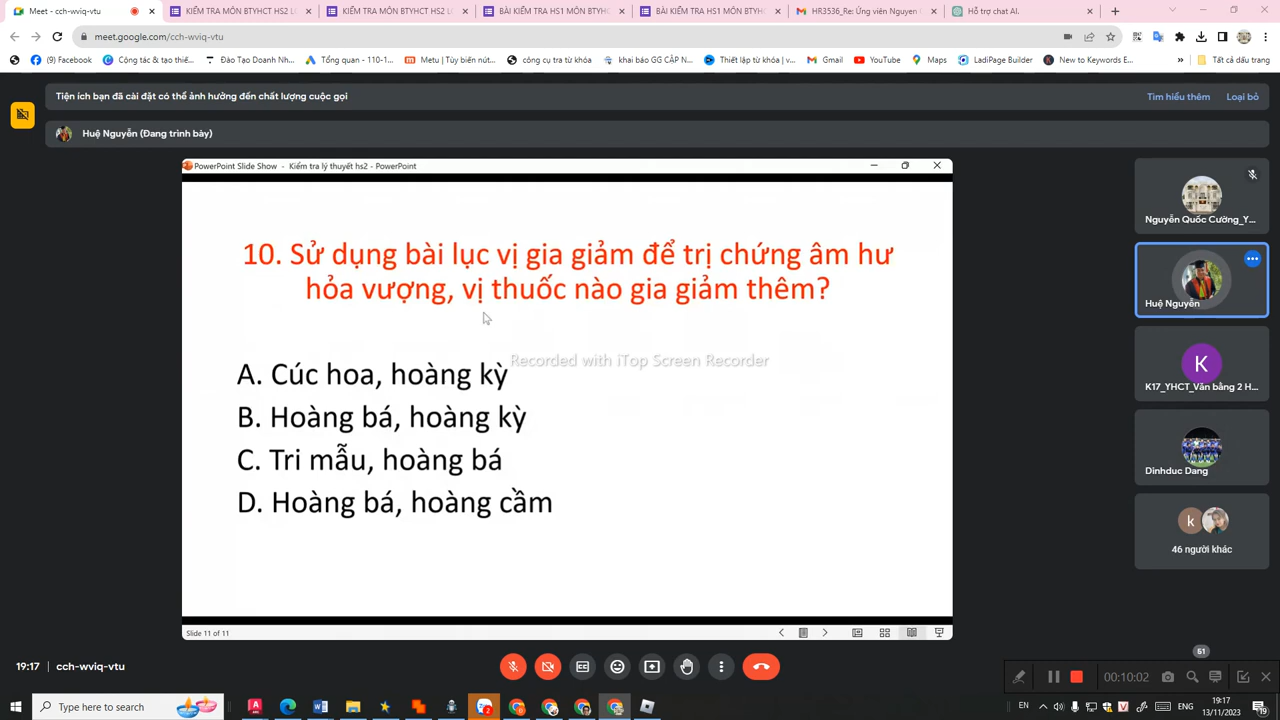 Meet - cch-wviq-vtu
KIỂM TRA MÔN BTYHCT HS2 L
KIỂM TRA MÔN BTYHCT HS2 L
BÀI KIỂM TRA HS1 MÔN BTYHC
BÀI KIỂM TRA HS1 MÔN BTYHC
HR3536_Re: Ứng viên Nguyen
Hỗ trợ chat AI.
meet.google.com/cch-wviq-vtu
(9) Facebook
Công tác & tạo thiế...
Đào Tạo Doanh Nh...
Tổng quan - 110-1...
Metu | Tùy biến nút...
công cụ tra từ khóa
khai báo GG CẬP N...
Thiết lập từ khóa | v...
Gmail
YouTube
Maps
LadiPage Builder
New to Keywords E...
»
Tất cả dấu trang
Tiện ích bạn đã cài đặt có thể ảnh hưởng đến chất lượng cuộc gọi
Tìm hiểu thêm
Loại bỏ
Huệ Nguyễn (Đang trình bày)
PowerPoint Slide Show - Kiểm tra lý thuyết hs2 - PowerPoint
10. Sử dụng bài lục vị gia giảm để trị chứng âm hư
hỏa vượng, vị thuốc nào gia giảm thêm?
Recorded with iTop Screen Recorder
A. Cúc hoa, hoàng kỳ
B. Hoàng bá, hoàng kỳ
C. Tri mẫu, hoàng bá
D. Hoàng bá, hoàng cầm
Slide 11 of 11
Nguyễn Quốc Cường_Y...
Huệ Nguyễn
K
K17_YHCT_Văn bằng 2 H...
Dinhduc Dang
k
46 người khác
51
19:17
cch-wviq-vtu
00:10:02
Type here to search
EN
ENG
19:17
13/11/2023